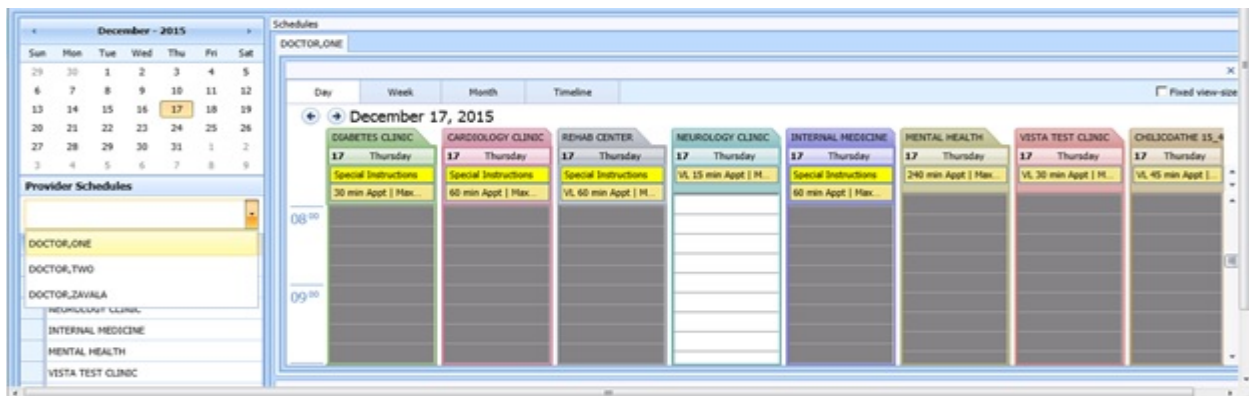 December - 2015
Sun Mon Tue Wed Thu Fri Sat
29 30 1 2 3 4 5
6 7 8 9 10 11 12
13 14 15 16 17 18 19
20 21 22 23 24 25 26
27 28 29 30 31 1 2
3 4 5 6 7 8 9
Provider Schedules
DOCTOR,ONE
DOCTOR,TWO
DOCTOR,ZAVALA
NEUROLOGY CLINIC
INTERNAL MEDICINE
MENTAL HEALTH
VISTA TEST CLINIC
Schedules
DOCTOR,ONE
Day Week Month Timeline
Fixed view-size
December 17, 2015
DIABETES CLINIC CARDIOLOGY CLINIC REHAB CENTER NEUROLOGY CLINIC INTERNAL MEDICINE MENTAL HEALTH VISTA TEST CLINIC CHILICOATHE 15_4
17 Thursday 17 Thursday 17 Thursday 17 Thursday 17 Thursday 17 Thursday 17 Thursday 17 Thursday
Special Instructions Special Instructions Special Instructions VL 15 min Appt | M... Special Instructions 240 min Appt | Max... VL 30 min Appt | M... VL 45 min Appt |...
30 min Appt | Max... 60 min Appt | Max... VL 60 min Appt | M... 60 min Appt | Max...
08 00
09 00